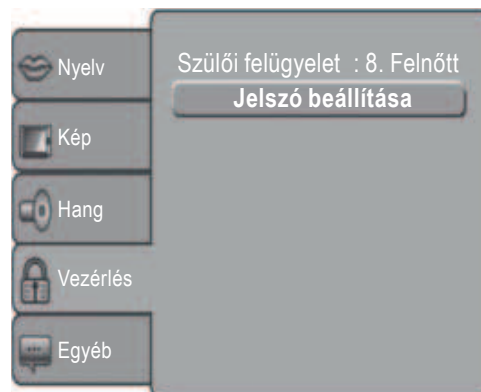 Nyelv
Kép
Hang
Vezérlés
Egyéb
Szülői felügyelet : 8. Felnőtt
Jelszó beállítása